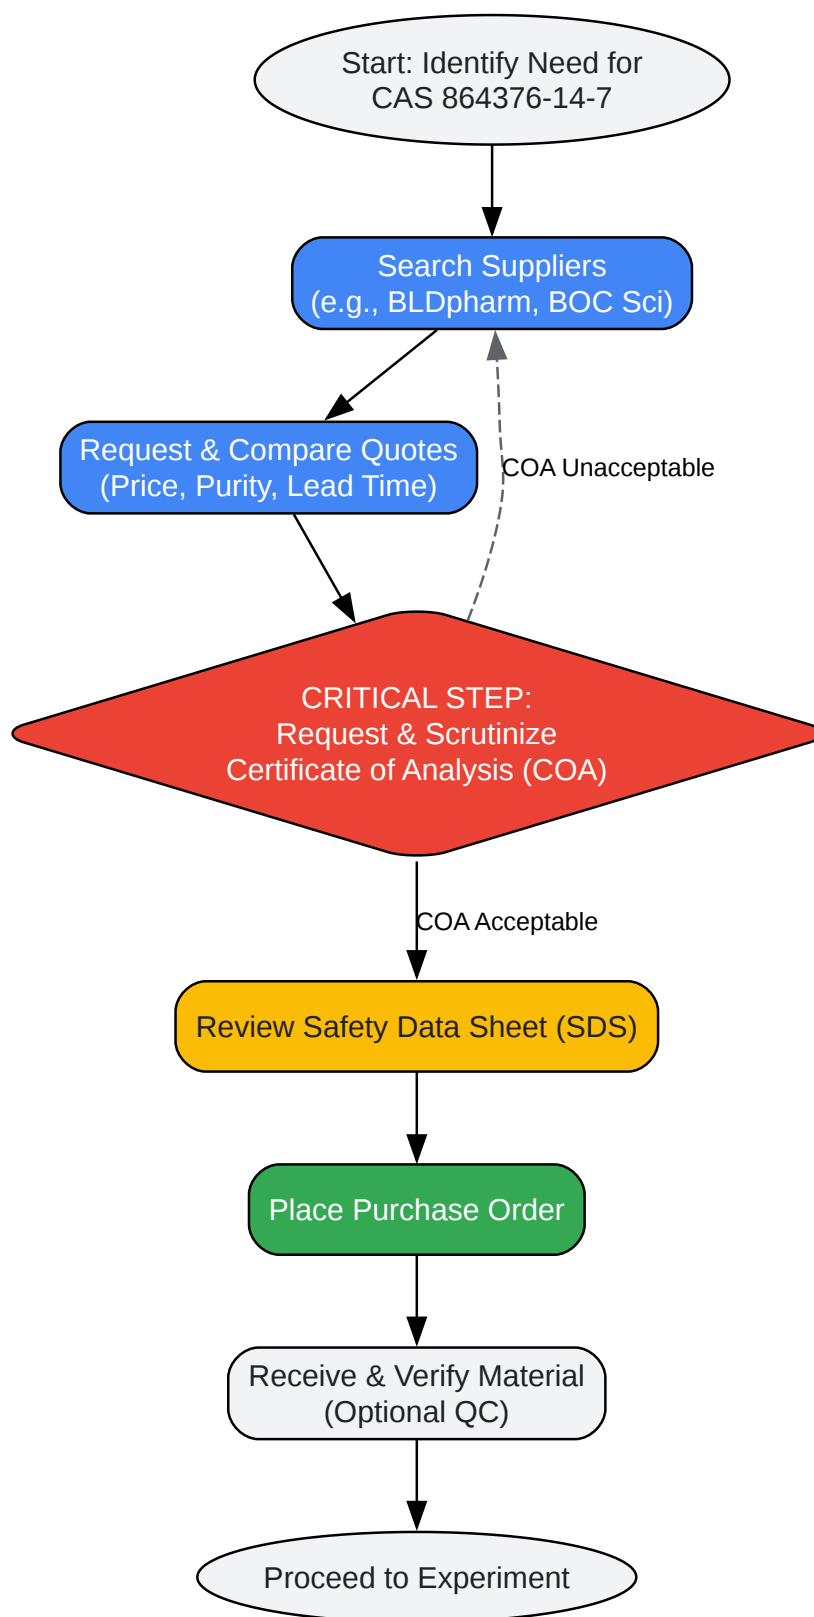 Start: Identify Need for
CAS 864376-14-7
Search Suppliers
(e.g., BLDpharm, BOC Sci)
Request & Compare Quotes
(Price, Purity, Lead Time)
COA Unacceptable
CRITICAL STEP:
Request & Scrutinize
Certificate of Analysis (COA)
COA Acceptable
Review Safety Data Sheet (SDS)
Place Purchase Order
Receive & Verify Material
(Optional QC)
Proceed to Experiment